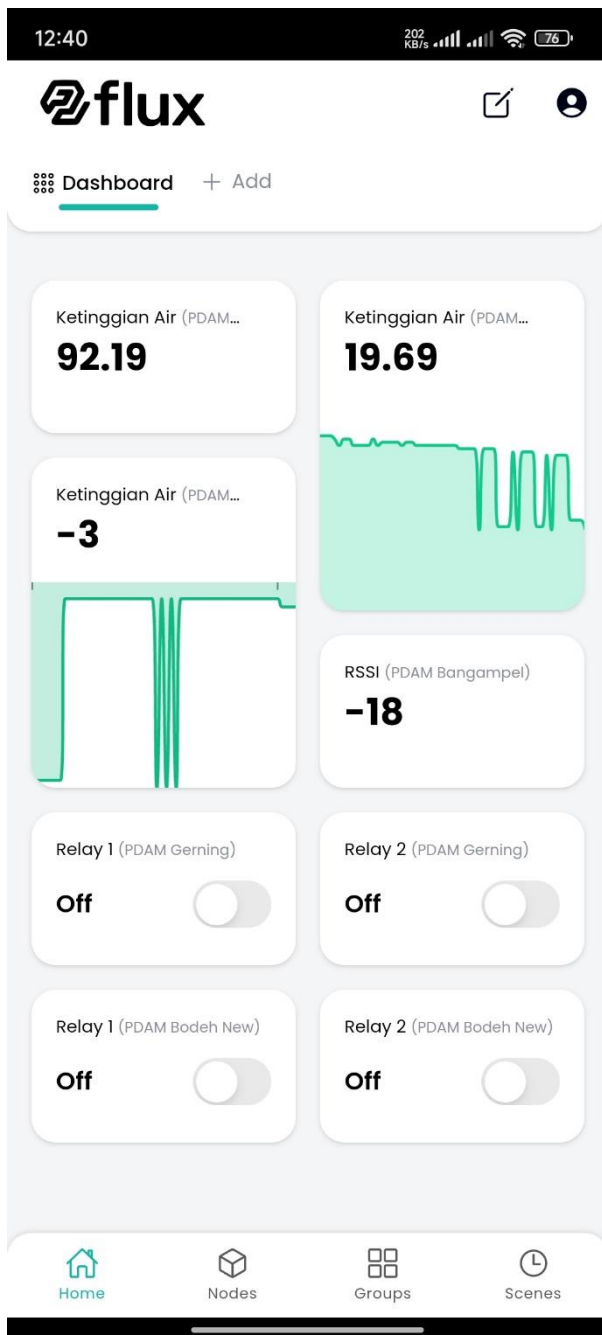 12:40
202 KB/s
76
flux
Dashboard + Add
Ketinggian Air (PDAM...
92.19
Ketinggian Air (PDAM...
19.69
Ketinggian Air (PDAM...
-3
RSSI (PDAM Bangampel)
-18
Relay 1 (PDAM Gerning)
Off
Relay 2 (PDAM Gerning)
Off
Relay 1 (PDAM Bodeh New)
Off
Relay 2 (PDAM Bodeh New)
Off
Home
Nodes
Groups
Scenes